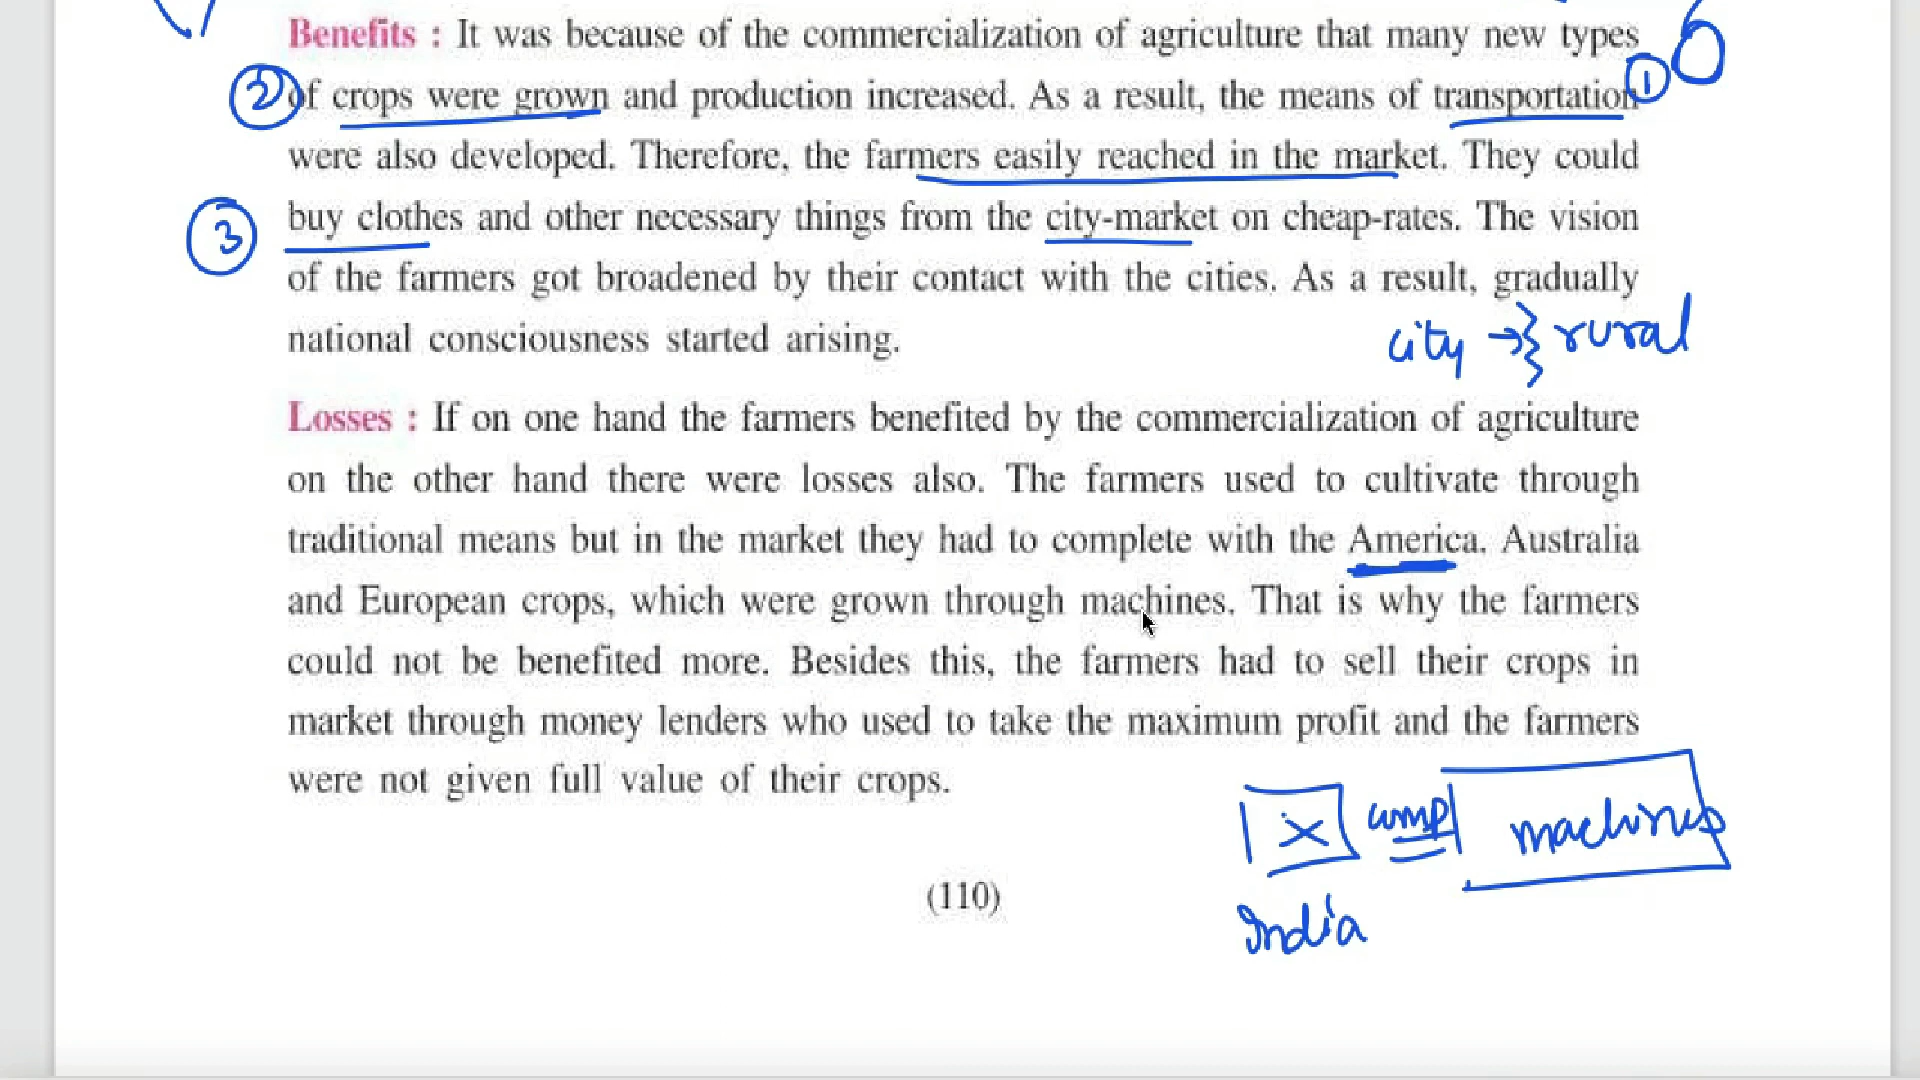 Benefits : It was because of the commercialization of agriculture that many new types
of crops were grown and production increased. As a result, the means of transportation
were also developed. Therefore, the farmers easily reached in the market. They could
buy clothes and other necessary things from the city-market on cheap-rates. The vision
of the farmers got broadened by their contact with the cities. As a result, gradually
national consciousness started arising.
Losses : If on one hand the farmers benefited by the commercialization of agriculture
on the other hand there were losses also. The farmers used to cultivate through
traditional means but in the market they had to complete with the America. Australia
and European crops, which were grown through machines. That is why the farmers
could not be benefited more. Besides this, the farmers had to sell their crops in
market through money lenders who used to take the maximum profit and the farmers
were not given full value of their crops.
(110)
1
2
3
city → rural
X comp machines
India